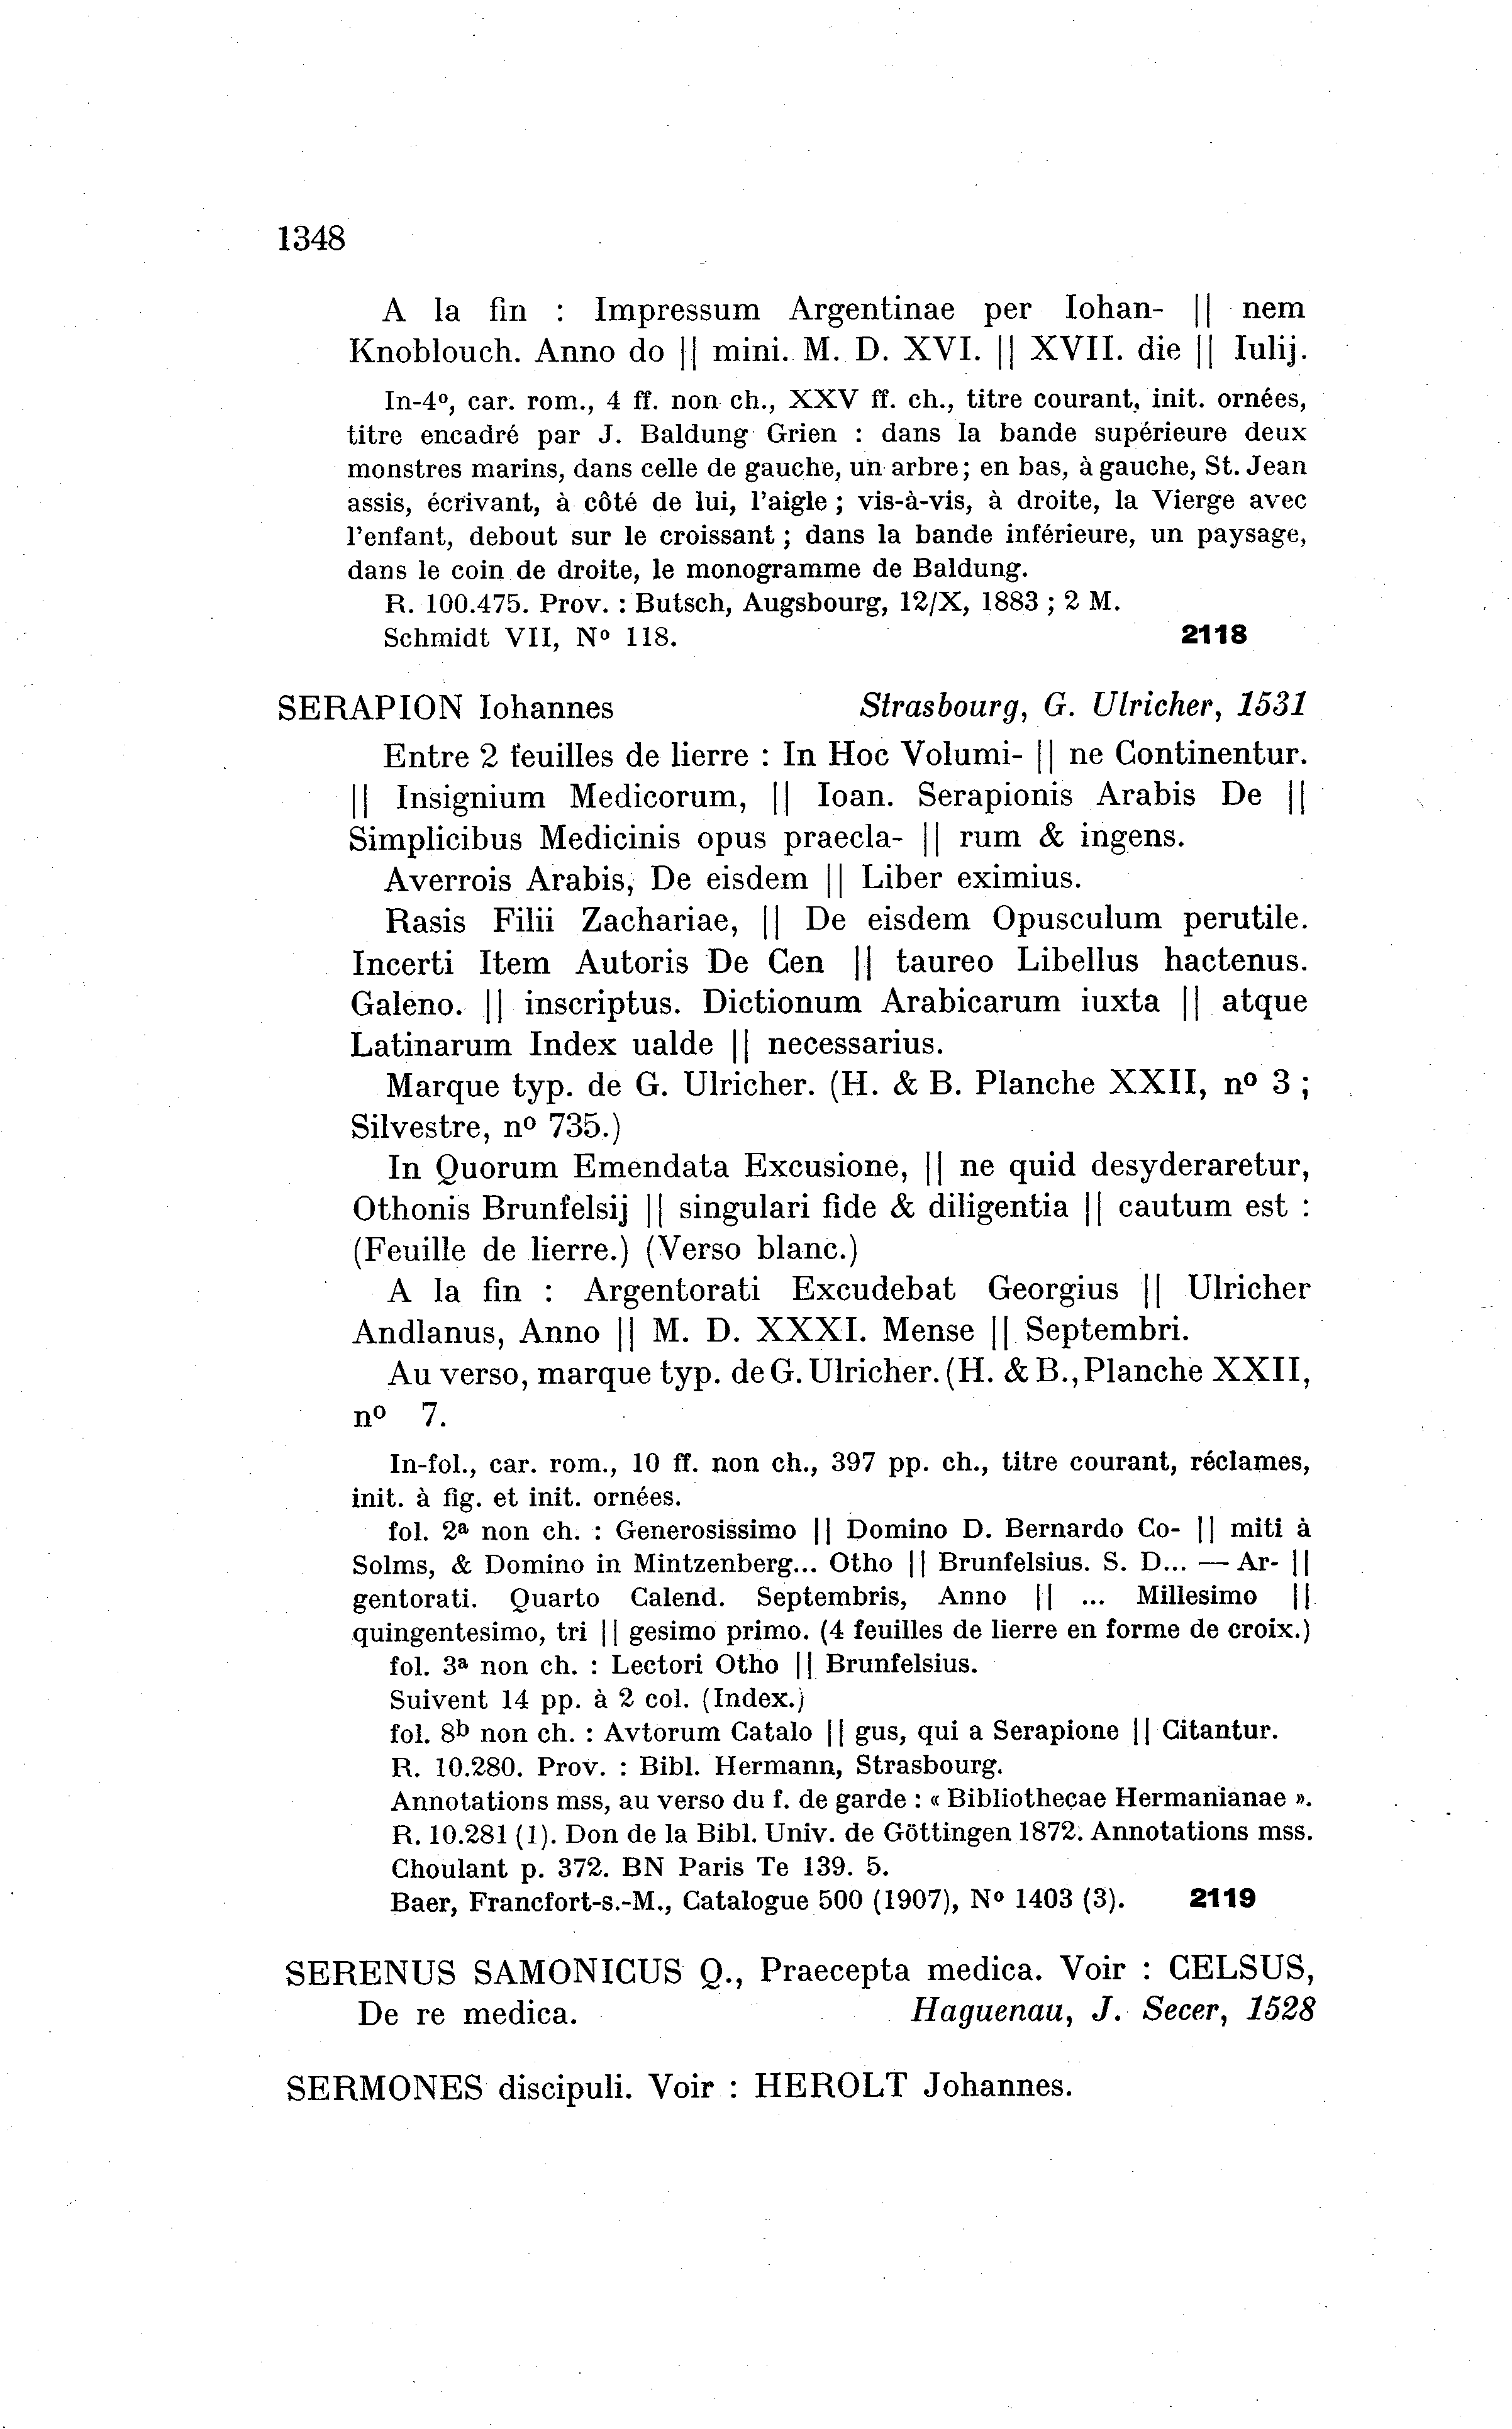 1348
A la fin : Impressum Argentinae per Iohan- || nem
Knoblouch. Anno do || mini. M. D. XVI. || XVII. die || Iulij.
In-4º, car. rom., 4 ff. non ch., XXV ff. ch., titre courant, init. ornées,
titre encadré par J. Baldung Grien : dans la bande supérieure deux
monstres marins, dans celle de gauche, un arbre; en bas, à gauche, St. Jean
assis, écrivant, à côté de lui, l'aigle ; vis-à-vis, à droite, la Vierge avec
l'enfant, debout sur le croissant ; dans la bande inférieure, un paysage,
dans le coin de droite, le monogramme de Baldung.
R. 100.475. Prov. : Butsch, Augsbourg, 12/X, 1883 ; 2 M.
Schmidt VII, Nº 118. 2118
SERAPION Iohannes Strasbourg, G. Ulricher, 1531
Entre 2 feuilles de lierre : In Hoc Volumi- || ne Continentur.
|| Insignium Medicorum, || Ioan. Serapionis Arabis De ||
Simplicibus Medicinis opus praecla- || rum & ingens.
Averrois Arabis, De eisdem || Liber eximius.
Rasis Filii Zachariae, || De eisdem Opusculum perutile.
Incerti Item Autoris De Cen || taureo Libellus hactenus.
Galeno. || inscriptus. Dictionum Arabicarum iuxta || atque
Latinarum Index ualde || necessarius.
Marque typ. de G. Ulricher. (H. & B. Planche XXII, nº 3 ;
Silvestre, nº 735.)
In Quorum Emendata Excusione, || ne quid desyderaretur,
Othonis Brunfelsij || singulari fide & diligentia || cautum est :
(Feuille de lierre.) (Verso blanc.)
A la fin : Argentorati Excudebat Georgius || Ulricher
Andlanus, Anno || M. D. XXXI. Mense || Septembri.
Au verso, marque typ. de G. Ulricher. (H. & B., Planche XXII,
nº 7.
In-fol., car. rom., 10 ff. non ch., 397 pp. ch., titre courant, réclames,
init. à fig. et init. ornées.
fol. 2ª non ch. : Generosissimo || Domino D. Bernardo Co- || miti à
Solms, & Domino in Mintzenberg... Otho || Brunfelsius. S. D... — Ar- ||
gentorati. Quarto Calend. Septembris, Anno || ... Millesimo ||
quingentesimo, tri || gesimo primo. (4 feuilles de lierre en forme de croix.)
fol. 3ª non ch. : Lectori Otho || Brunfelsius.
Suivent 14 pp. à 2 col. (Index.)
fol. 8ᵇ non ch. : Avtorum Catalo || gus, qui a Serapione || Citantur.
R. 10.280. Prov. : Bibl. Hermann, Strasbourg.
Annotations mss, au verso du f. de garde : « Bibliothecae Hermanianae ».
R. 10.281 (1). Don de la Bibl. Univ. de Göttingen 1872. Annotations mss.
Choulant p. 372. BN Paris Te 139. 5.
Baer, Francfort-s.-M., Catalogue 500 (1907), Nº 1403 (3). 2119
SERENUS SAMONICUS Q., Praecepta medica. Voir : CELSUS,
De re medica. Haguenau, J. Secer, 1528
SERMONES discipuli. Voir : HEROLT Johannes.